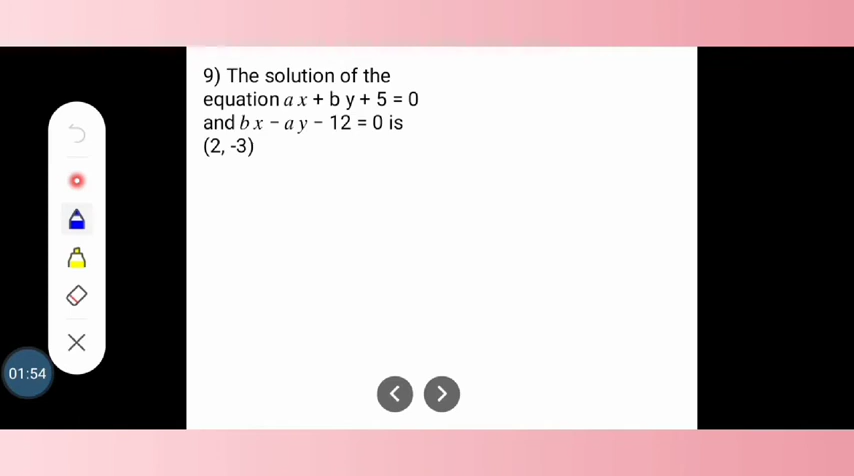 9) The solution of the
equation a x + b y + 5 = 0
and b x − a y − 12 = 0 is
(2, -3)
01:54